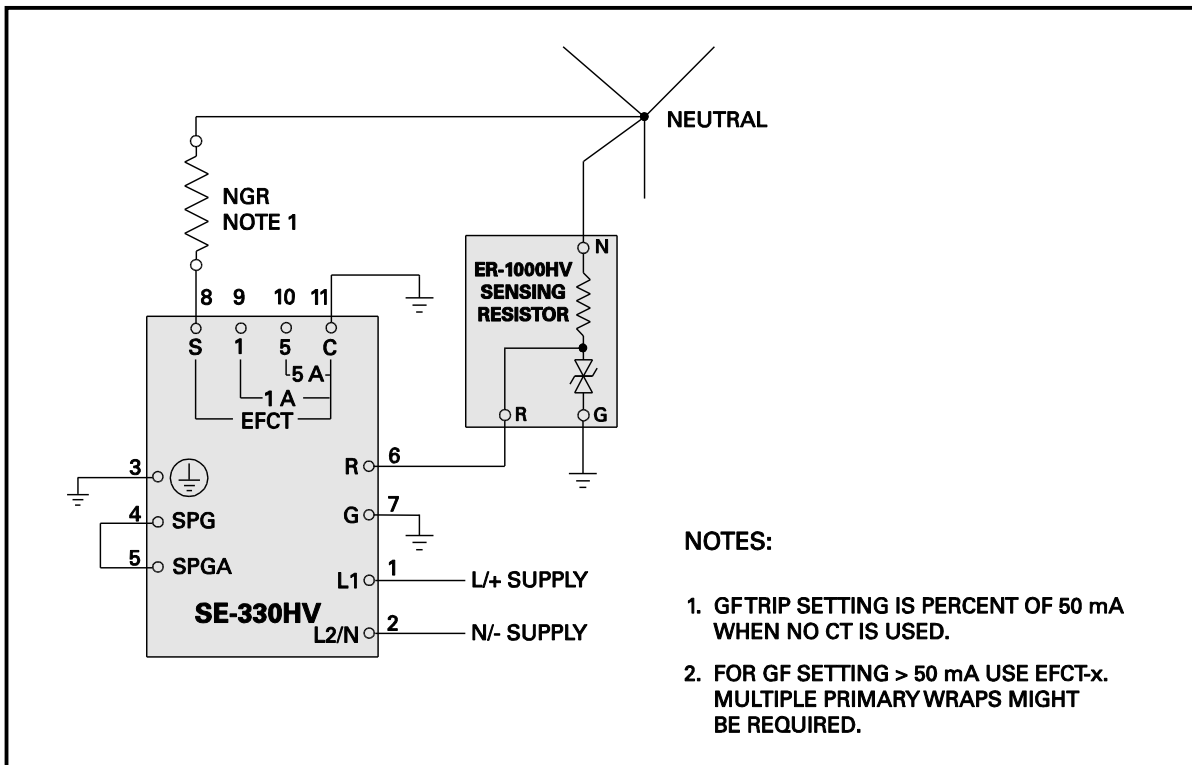 NEUTRAL
NGR
NOTE 1
8 9 10 11
S 1 5 C
5 A
1 A
EFCT
N
ER-1000HV
SENSING
RESISTOR
R G
3
R 6
4 SPG
G 7
5 SPGA
L1 1 L/+ SUPPLY
SE-330HV
L2/N 2 N/- SUPPLY
NOTES:
1. GF TRIP SETTING IS PERCENT OF 50 mA
WHEN NO CT IS USED.
2. FOR GF SETTING > 50 mA USE EFCT-x.
MULTIPLE PRIMARY WRAPS MIGHT
BE REQUIRED.